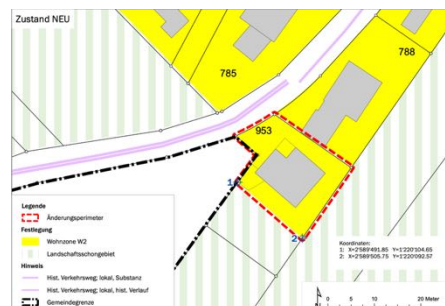 Zustand NEU
785
788
953
1
2
Legende
Änderungsperimeter
Festlegung
Wohnzone W2
Landschaftsschongebiet
Hinweis
Hist. Verkehrsweg; lokal, Substanz
Hist. Verkehrsweg; lokal, hist. Verlauf
Gemeindegrenze
Koordinaten:
1: X=2'589'491.85 Y=1'220'104.65
2: X=2'589'505.75 Y=1'220'092.57
0 10 20 Meter